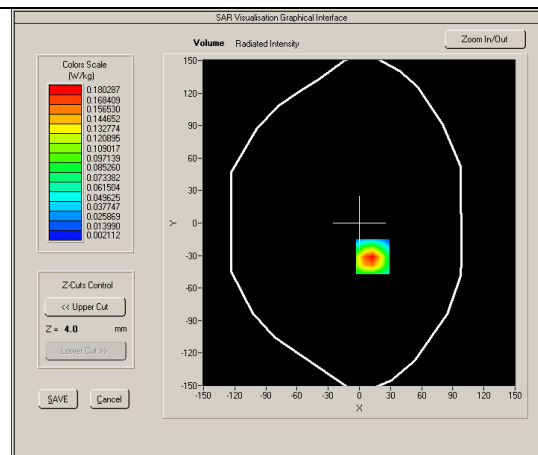 SAR Visualisation Graphical Interface
Volume Radiated Intensity
Zoom In/Out
Colors Scale
(W/kg)
0.180287
0.168409
0.156530
0.144652
0.132774
0.120895
0.109017
0.097139
0.085260
0.073382
0.061504
0.049625
0.037747
0.025869
0.013990
0.002112
Z-Cuts Control
<< Upper Cut
Z = 4.0 mm
Lower Cut >>
SAVE
Cancel
150
120
90
60
30
0
-30
-60
-90
-120
-150
Y
-150 -120 -90 -60 -30 0 30 60 90 120 150
X